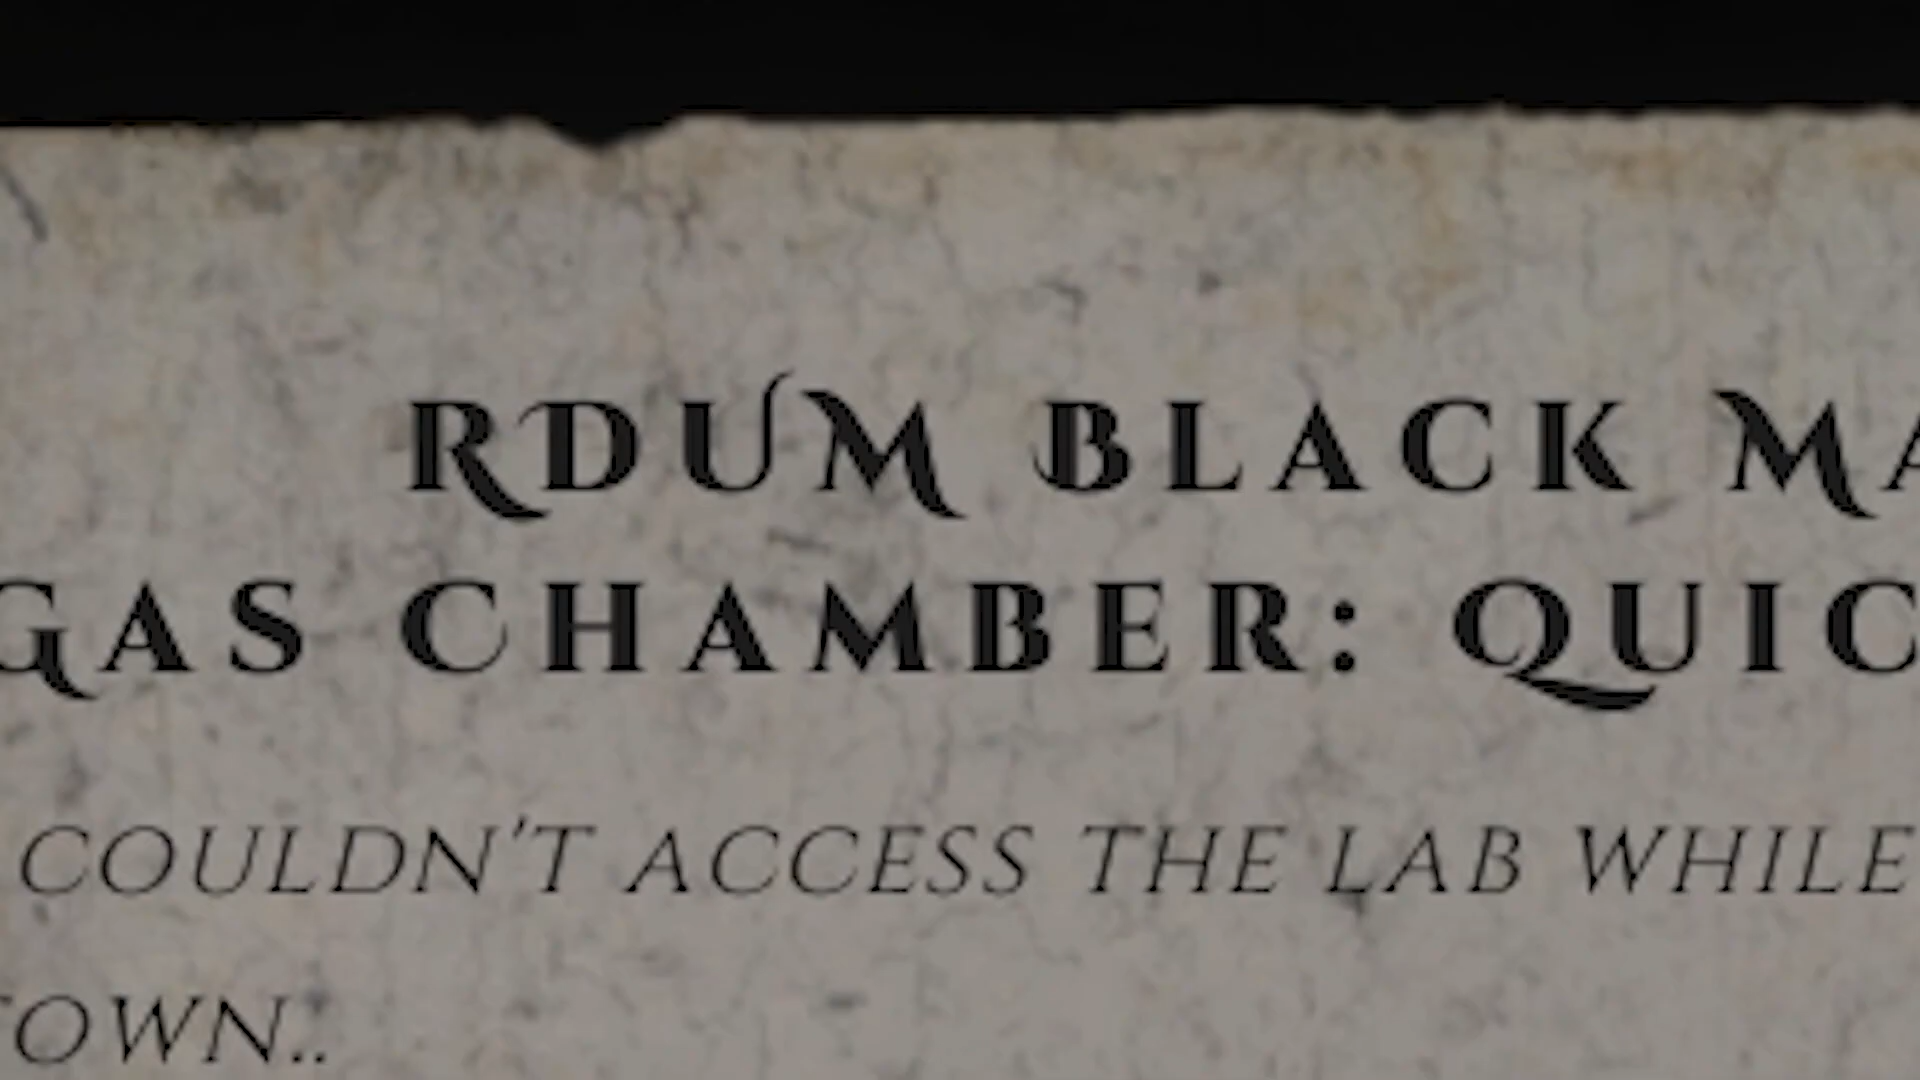 RDUM BLACK MA
GAS CHAMBER: QUIC
COULDN'T ACCESS THE LAB WHILE
TOWN..